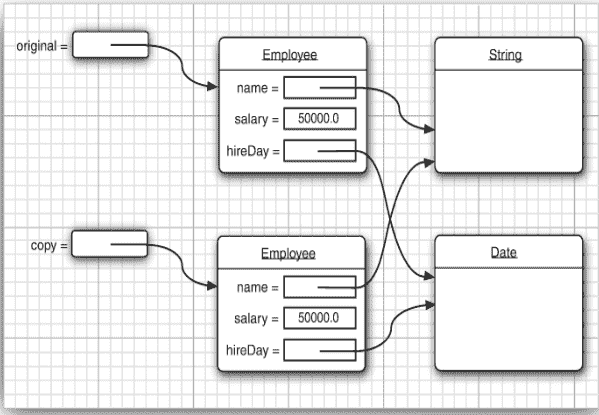 original =
Employee
name =
salary = 50000.0
hireDay =
String
copy =
Employee
name =
salary = 50000.0
hireDay =
Date